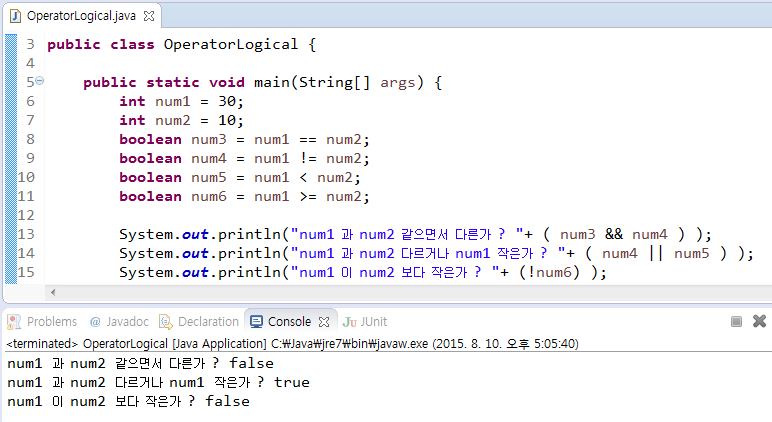 OperatorLogical.java
3 public class OperatorLogical {
4
5 public static void main(String[] args) {
6 int num1 = 30;
7 int num2 = 10;
8 boolean num3 = num1 == num2;
9 boolean num4 = num1 != num2;
10 boolean num5 = num1 < num2;
11 boolean num6 = num1 >= num2;
12
13 System.out.println("num1 과 num2 같으면서 다른가 ? "+ ( num3 && num4 ) );
14 System.out.println("num1 과 num2 다르거나 num1 작은가 ? "+ ( num4 || num5 ) );
15 System.out.println("num1 이 num2 보다 작은가 ? "+ (!num6) );
Problems @ Javadoc Declaration Console JUnit
<terminated> OperatorLogical [Java Application] C:₩Java₩jre7₩bin₩javaw.exe (2015. 8. 10. 오후 5:05:40)
num1 과 num2 같으면서 다른가 ? false
num1 과 num2 다르거나 num1 작은가 ? true
num1 이 num2 보다 작은가 ? false